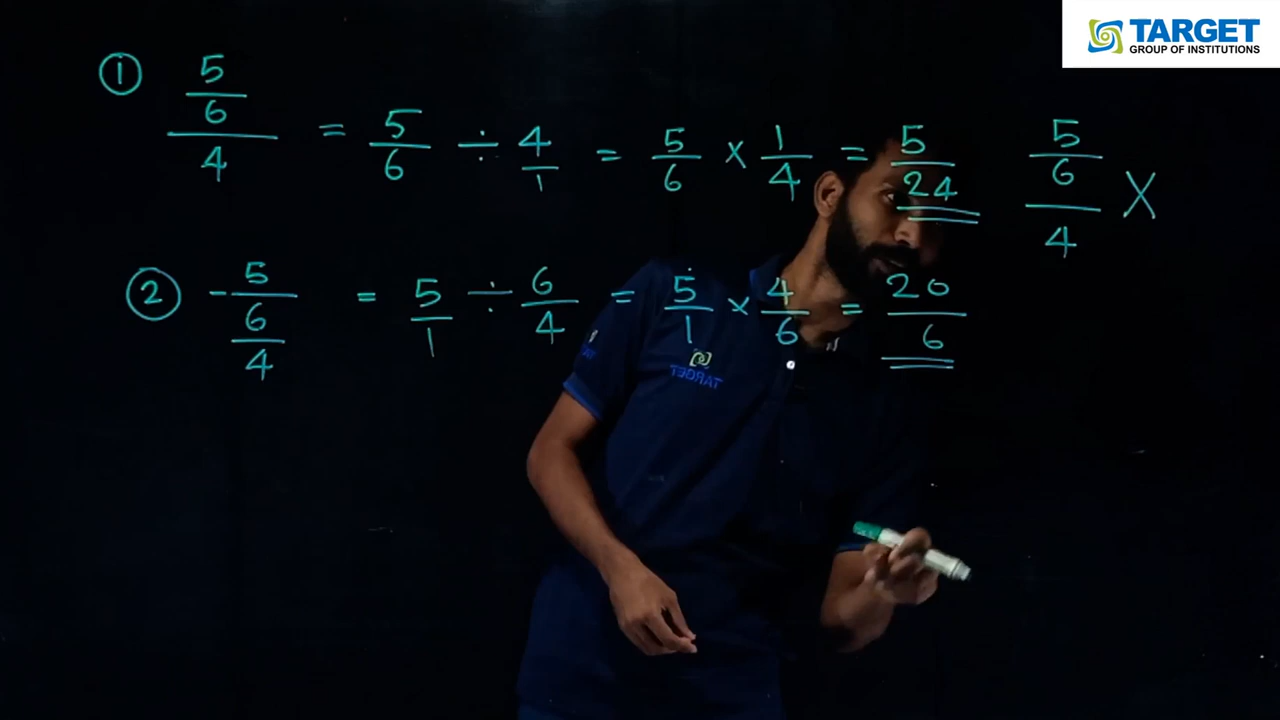 TARGET
GROUP OF INSTITUTIONS
① 5/6/4 = 5/6 ÷ 4/1 = 5/6 × 1/4 = 5/24 5/6/4 ×
② -5/6/4 = 5/1 ÷ 6/4 = 5/1 × 4/6 = 20/6
TARGET